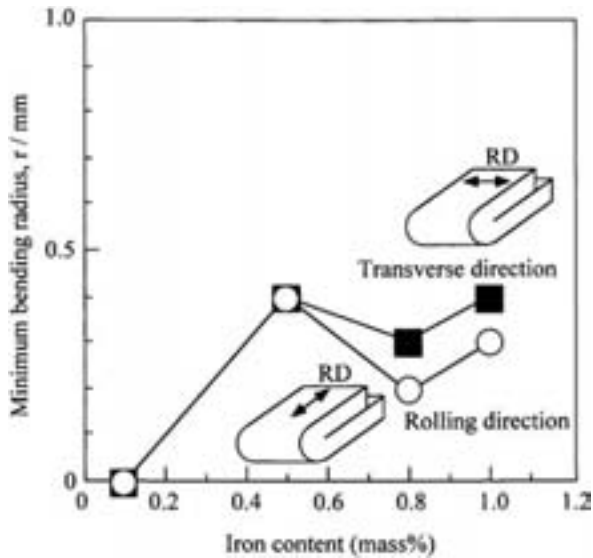 1.0
RD
0.5
Transverse direction
RD
Rolling direction
0
0 0.2 0.4 0.6 0.8 1.0 1.2
Iron content (mass%)
Minimum bending radius, r / mm